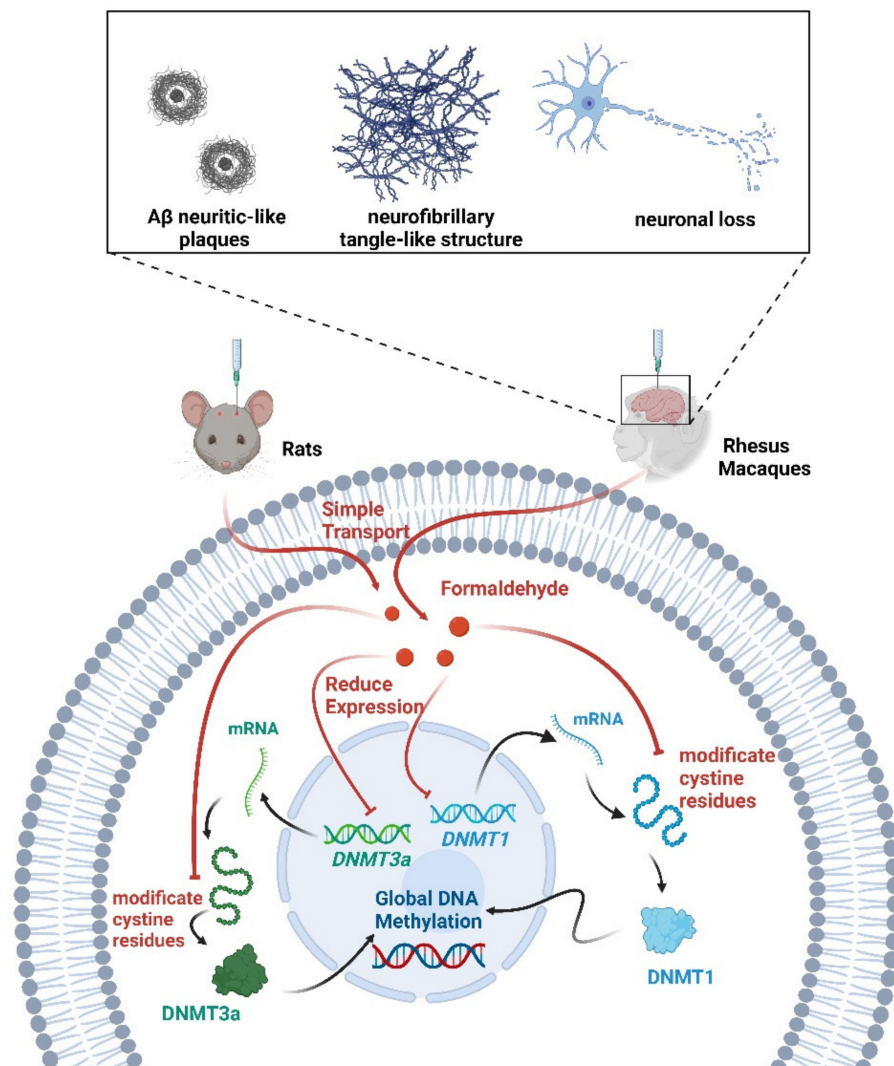 Aβ neuritic-like
plaques
neurofibrillary
tangle-like structure
neuronal loss
Rats
Rhesus
Macaques
Simple
Transport
Formaldehyde
Reduce
Expression
mRNA
mRNA
modificate
cystine
residues
DNMT3a
DNMT1
modificate
cystine
residues
Global DNA
Methylation
DNMT3a
DNMT1